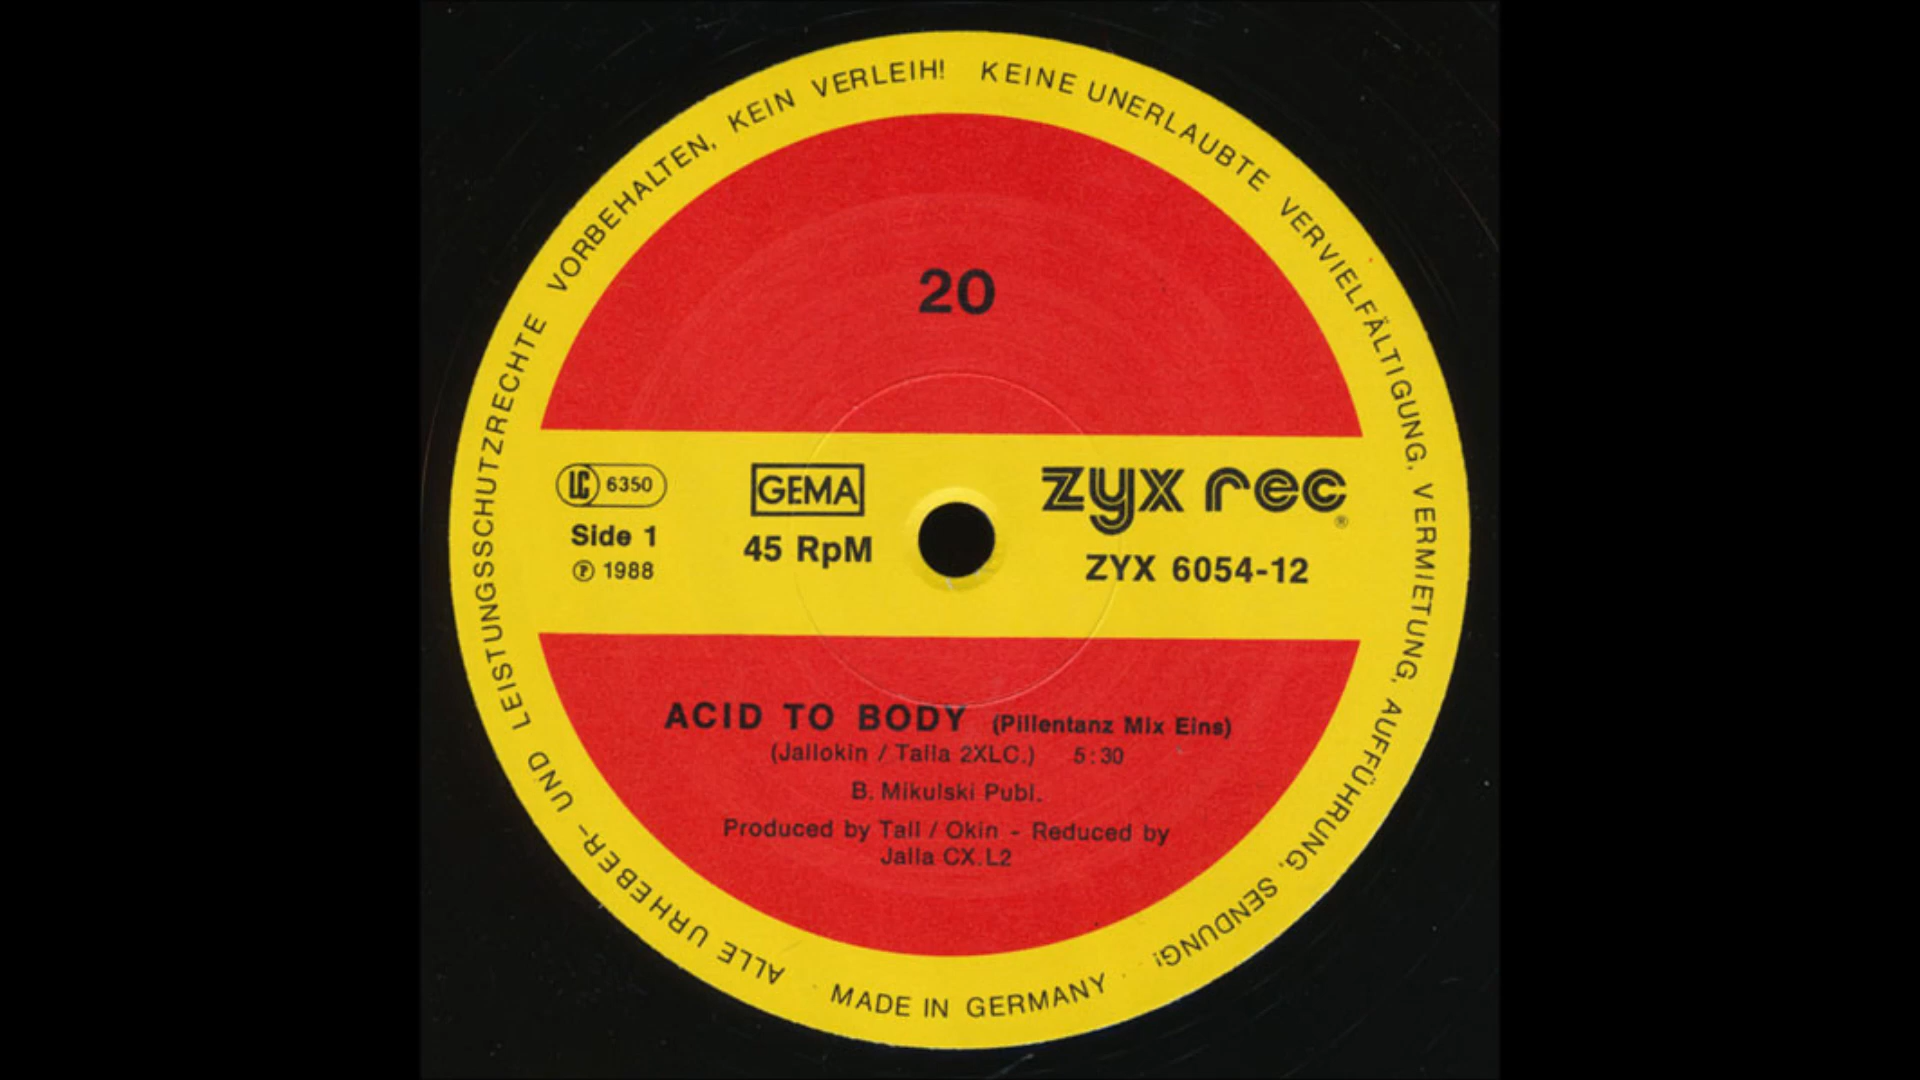 ALLE URHEBER- UND LEISTUNGSSCHUTZRECHTE VORBEHALTEN, KEIN VERLEIH! KEINE UNERLAUBTE VERVIELFÄLTIGUNG, VERMIETUNG, AUFFÜHRUNG, SENDUNG!
20
LC 6350
GEMA
zyx rec ®
Side 1
45 RpM
ZYX 6054-12
℗ 1988
ACID TO BODY (Pillentanz Mix Eins)
(Jallokin / Talla 2XLC.) 5:30
B. Mikulski Publ.
Produced by Tall / Okin - Reduced by
Jalla CX.L2
MADE IN GERMANY